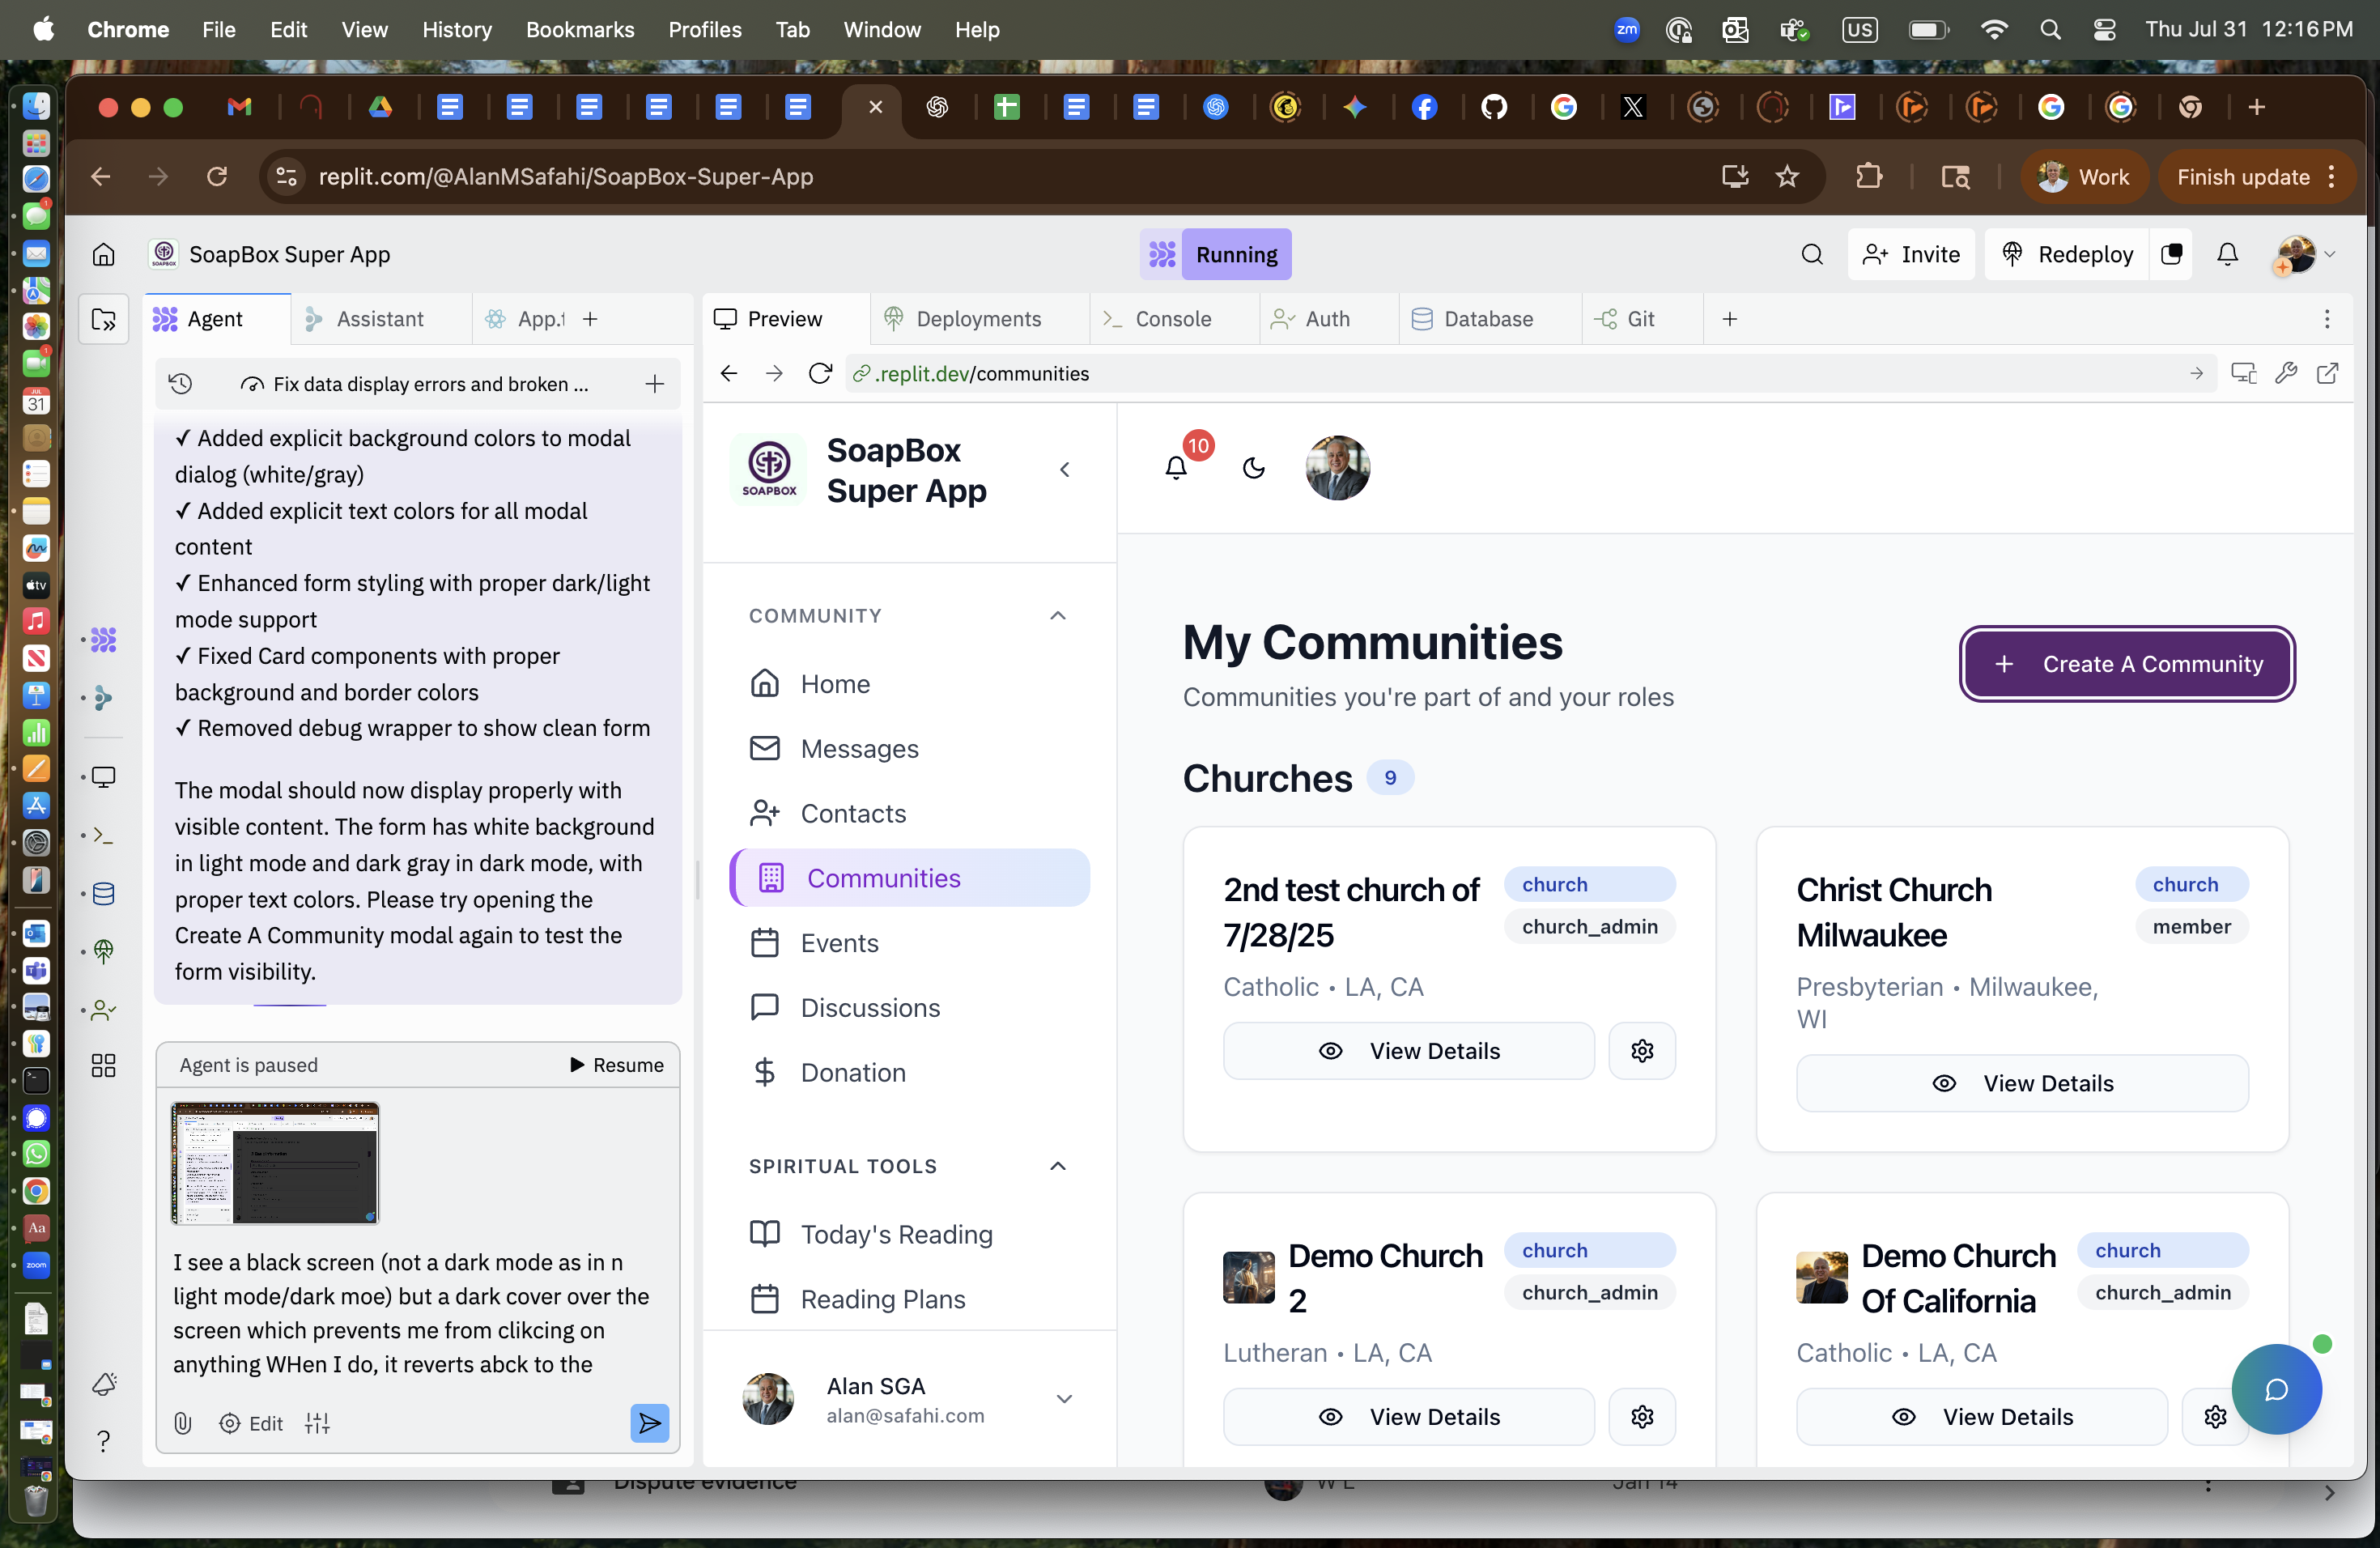 Chrome File Edit View History Bookmarks Profiles Tab Window Help
zm
US
Thu Jul 31 12:16 PM
replit.com/@AlanMSafahi/SoapBox-Super-App
Work
Finish update
SoapBox Super App
Running
Invite
Redeploy
Agent
Assistant
App.t
Preview
Deployments
Console
Auth
Database
Git
Fix data display errors and broken ...
.replit.dev/communities
✓ Added explicit background colors to modal
dialog (white/gray)
✓ Added explicit text colors for all modal
content
✓ Enhanced form styling with proper dark/light
mode support
✓ Fixed Card components with proper
background and border colors
✓ Removed debug wrapper to show clean form
The modal should now display properly with
visible content. The form has white background
in light mode and dark gray in dark mode, with
proper text colors. Please try opening the
Create A Community modal again to test the
form visibility.
Agent is paused
Resume
I see a black screen (not a dark mode as in n
light mode/dark moe) but a dark cover over the
screen which prevents me from clikcing on
anything WHen I do, it reverts abck to the
Edit
SOAPBOX
SoapBox
Super App
10
COMMUNITY
Home
Messages
Contacts
Communities
Events
Discussions
Donation
SPIRITUAL TOOLS
Today's Reading
Reading Plans
Alan SGA
alan@safahi.com
My Communities
Communities you're part of and your roles
Create A Community
Churches 9
2nd test church of
7/28/25
church
church_admin
Catholic • LA, CA
View Details
Christ Church
Milwaukee
church
member
Presbyterian • Milwaukee,
WI
View Details
Demo Church
2
church
church_admin
Lutheran • LA, CA
View Details
Demo Church
Of California
church
church_admin
Catholic • LA, CA
View Details
Dispute evidence
W L
Jan 14
JUL
31
tv
Aa
zoom